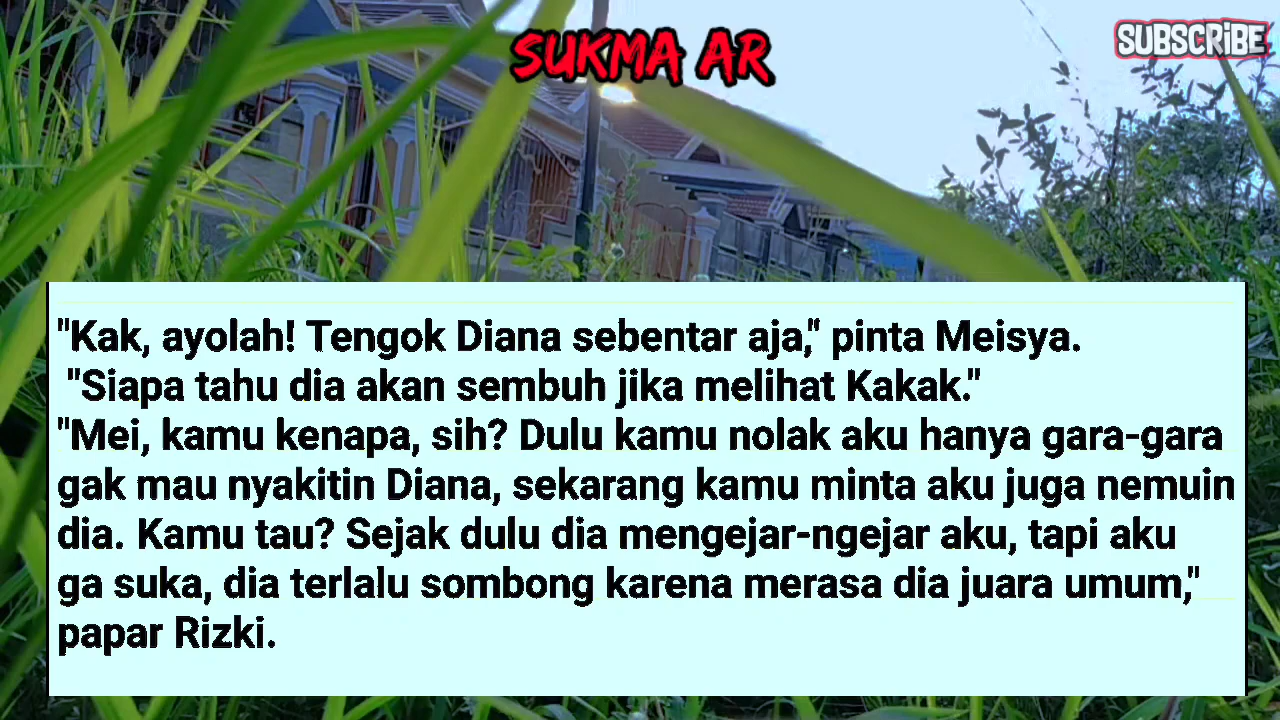 SUKMA AR
SUBSCRiBE
"Kak, ayolah! Tengok Diana sebentar aja," pinta Meisya.
"Siapa tahu dia akan sembuh jika melihat Kakak."
"Mei, kamu kenapa, sih? Dulu kamu nolak aku hanya gara-gara
gak mau nyakitin Diana, sekarang kamu minta aku juga nemuin
dia. Kamu tau? Sejak dulu dia mengejar-ngejar aku, tapi aku
ga suka, dia terlalu sombong karena merasa dia juara umum,"
papar Rizki.